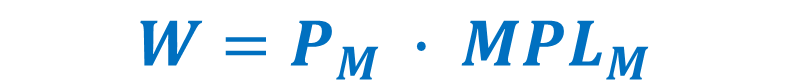 W = P_M · MPL_M